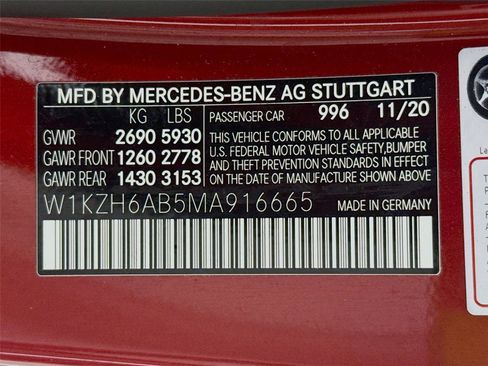 MFD BY MERCEDES-BENZ AG STUTTGART
KG LBS
PASSENGER CAR 996 11/20
GVWR 2690 5930
GAWR FRONT 1260 2778
GAWR REAR 1430 3153
THIS VEHICLE CONFORMS TO ALL APPLICABLE
U.S. FEDERAL MOTOR VEHICLE SAFETY,BUMPER
AND THEFT PREVENTION STANDARDS IN EFFECT
ON THE DATE OF MANUFACTURE SHOWN ABOVE.
W1KZH6AB5MA916665 MADE IN GERMANY